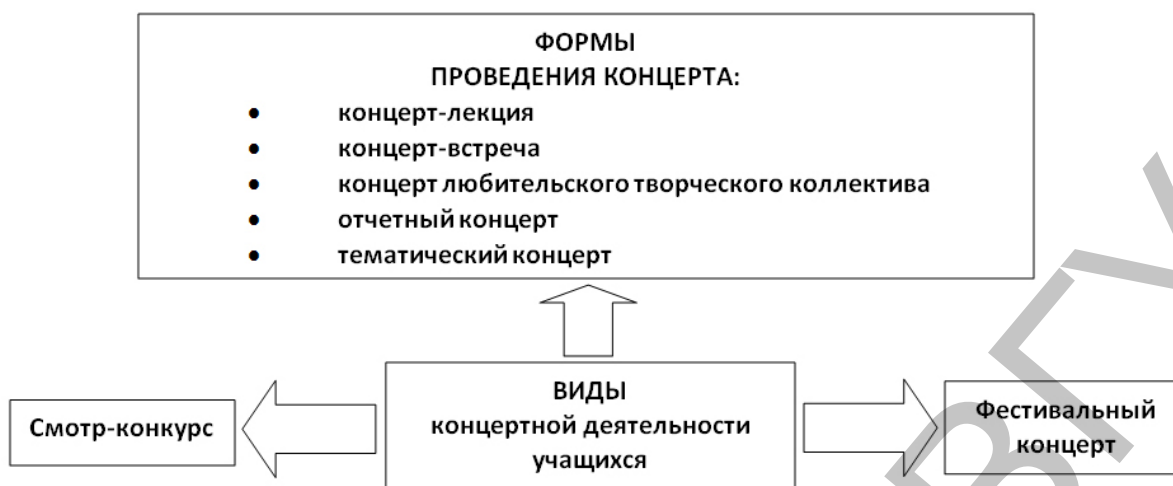 ФОРМЫ
ПРОВЕДЕНИЯ КОНЦЕРТА:
• концерт-лекция
• концерт-встреча
• концерт любительского творческого коллектива
• отчетный концерт
• тематический концерт
Смотр-конкурс
ВИДЫ
концертной деятельности
учащихся
Фестивальный
концерт
ВГУ